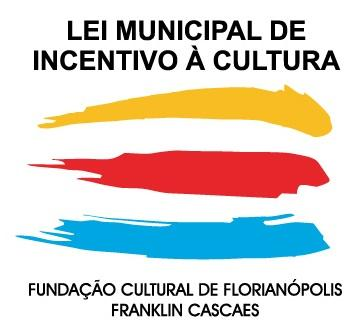 LEI MUNICIPAL DE
INCENTIVO À CULTURA
FUNDAÇÃO CULTURAL DE FLORIANÓPOLIS
FRANKLIN CASCAES